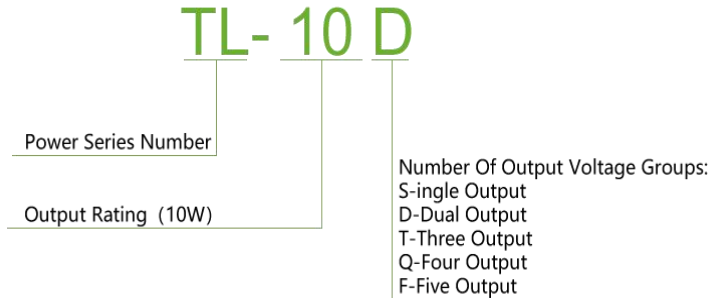 TL- 10 D
Power Series Number
Output Rating（10W）
Number Of Output Voltage Groups:
S-ingle Output
D-Dual Output
T-Three Output
Q-Four Output
F-Five Output